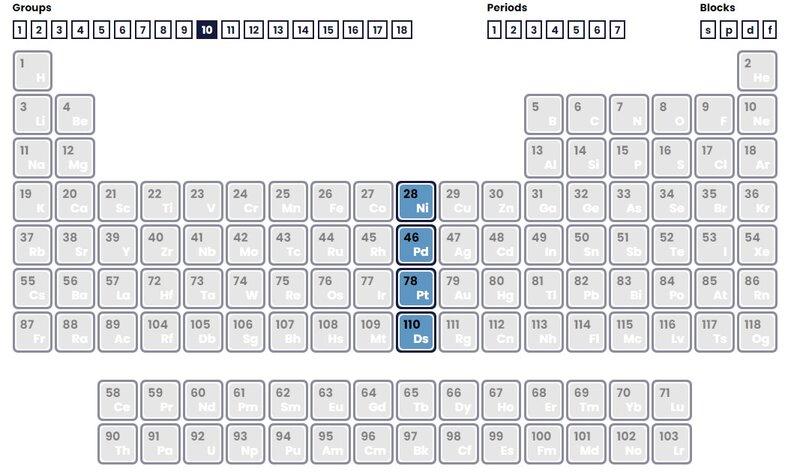 Groups Periods Blocks
1 2 3 4 5 6 7 8 9 10 11 12 13 14 15 16 17 18 1 2 3 4 5 6 7 s p d f
1 H 2 He
3 Li 4 Be 5 B 6 C 7 N 8 O 9 F 10 Ne
11 Na 12 Mg 13 Al 14 Si 15 P 16 S 17 Cl 18 Ar
19 K 20 Ca 21 Sc 22 Ti 23 V 24 Cr 25 Mn 26 Fe 27 Co 28 Ni 29 Cu 30 Zn 31 Ga 32 Ge 33 As 34 Se 35 Br 36 Kr
37 Rb 38 Sr 39 Y 40 Zr 41 Nb 42 Mo 43 Tc 44 Ru 45 Rh 46 Pd 47 Ag 48 Cd 49 In 50 Sn 51 Sb 52 Te 53 I 54 Xe
55 Cs 56 Ba 57 La 72 Hf 73 Ta 74 W 75 Re 76 Os 77 Ir 78 Pt 79 Au 80 Hg 81 Tl 82 Pb 83 Bi 84 Po 85 At 86 Rn
87 Fr 88 Ra 89 Ac 104 Rf 105 Db 106 Sg 107 Bh 108 Hs 109 Mt 110 Ds 111 Rg 112 Cn 113 Nh 114 Fl 115 Mc 116 Lv 117 Ts 118 Og
58 Ce 59 Pr 60 Nd 61 Pm 62 Sm 63 Eu 64 Gd 65 Tb 66 Dy 67 Ho 68 Er 69 Tm 70 Yb 71 Lu
90 Th 91 Pa 92 U 93 Np 94 Pu 95 Am 96 Cm 97 Bk 98 Cf 99 Es 100 Fm 101 Md 102 No 103 Lr